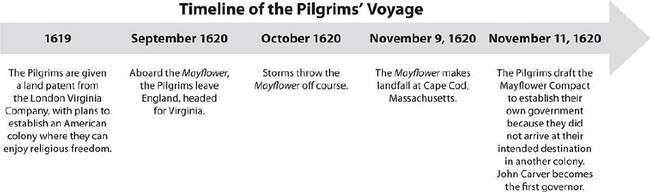 Timeline of the Pilgrims' Voyage
1619
The Pilgrims are given
a land patent from
the London Virginia
Company, with plans to
establish an American
colony where they can
enjoy religious freedom.
September 1620
Aboard the Mayflower,
the Pilgrims leave
England, headed
for Virginia.
October 1620
Storms throw the
Mayflower off course.
November 9, 1620
The Mayflower makes
landfall at Cape Cod,
Massachusetts.
November 11, 1620
The Pilgrims draft the
Mayflower Compact
to establish their
own government
because they did
not arrive at their
intended destination
in another colony.
John Carver becomes
the first governor.